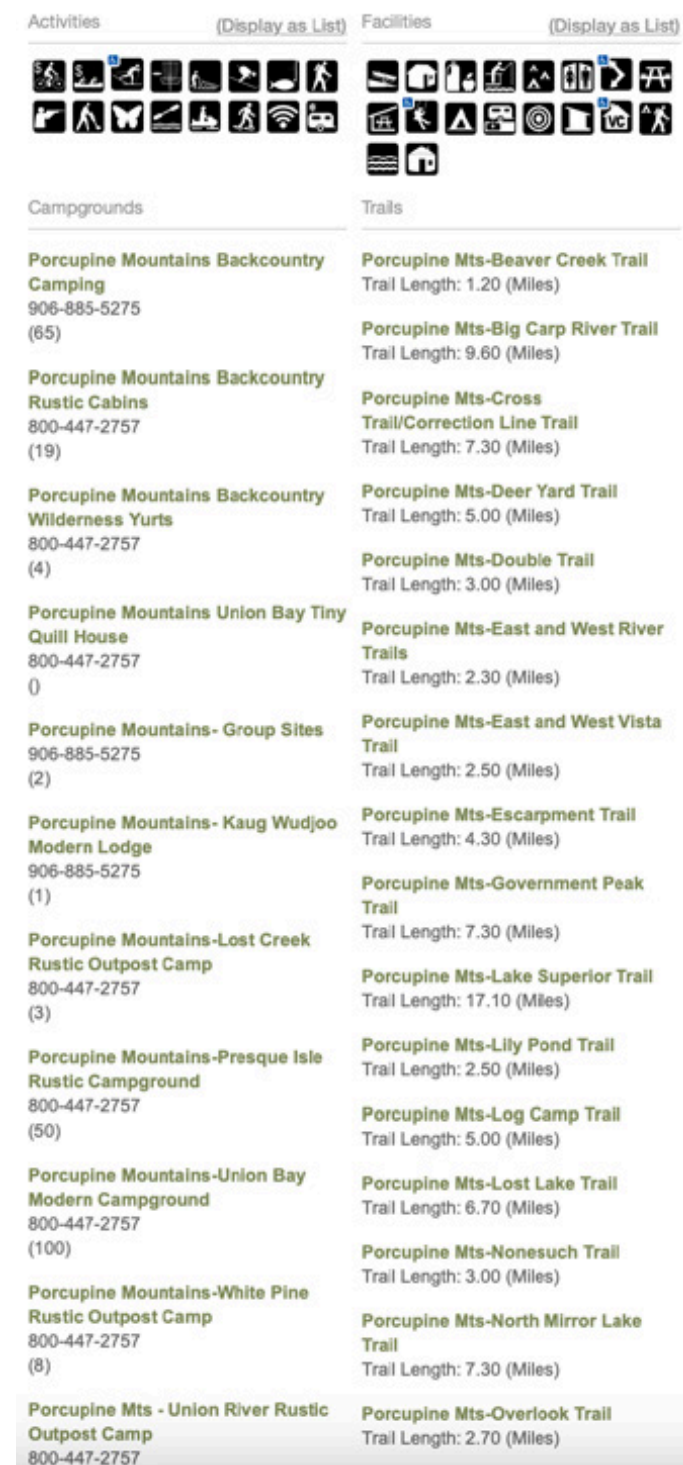 Activities
(Display as List)
Campgrounds
Porcupine Mountains Backcountry
Camping
906-885-5275
(65)
Porcupine Mountains Backcountry
Rustic Cabins
800-447-2757
(19)
Porcupine Mountains Backcountry
Wilderness Yurts
800-447-2757
(4)
Porcupine Mountains Union Bay Tiny
Quill House
800-447-2757
()
Porcupine Mountains- Group Sites
906-885-5275
(2)
Porcupine Mountains- Kaug Wudjoo
Modern Lodge
906-885-5275
(1)
Porcupine Mountains-Lost Creek
Rustic Outpost Camp
800-447-2757
(3)
Porcupine Mountains-Presque Isle
Rustic Campground
800-447-2757
(50)
Porcupine Mountains-Union Bay
Modern Campground
800-447-2757
(100)
Porcupine Mountains-White Pine
Rustic Outpost Camp
800-447-2757
(8)
Porcupine Mts - Union River Rustic
Outpost Camp
800-447-2757
Facilities
(Display as List)
VC
Trails
Porcupine Mts-Beaver Creek Trail
Trail Length: 1.20 (Miles)
Porcupine Mts-Big Carp River Trail
Trail Length: 9.60 (Miles)
Porcupine Mts-Cross
Trail/Correction Line Trail
Trail Length: 7.30 (Miles)
Porcupine Mts-Deer Yard Trail
Trail Length: 5.00 (Miles)
Porcupine Mts-Double Trail
Trail Length: 3.00 (Miles)
Porcupine Mts-East and West River
Trails
Trail Length: 2.30 (Miles)
Porcupine Mts-East and West Vista
Trail
Trail Length: 2.50 (Miles)
Porcupine Mts-Escarpment Trail
Trail Length: 4.30 (Miles)
Porcupine Mts-Government Peak
Trail
Trail Length: 7.30 (Miles)
Porcupine Mts-Lake Superior Trail
Trail Length: 17.10 (Miles)
Porcupine Mts-Lily Pond Trail
Trail Length: 2.50 (Miles)
Porcupine Mts-Log Camp Trail
Trail Length: 5.00 (Miles)
Porcupine Mts-Lost Lake Trail
Trail Length: 6.70 (Miles)
Porcupine Mts-Nonesuch Trail
Trail Length: 3.00 (Miles)
Porcupine Mts-North Mirror Lake
Trail
Trail Length: 7.30 (Miles)
Porcupine Mts-Overlook Trail
Trail Length: 2.70 (Miles)